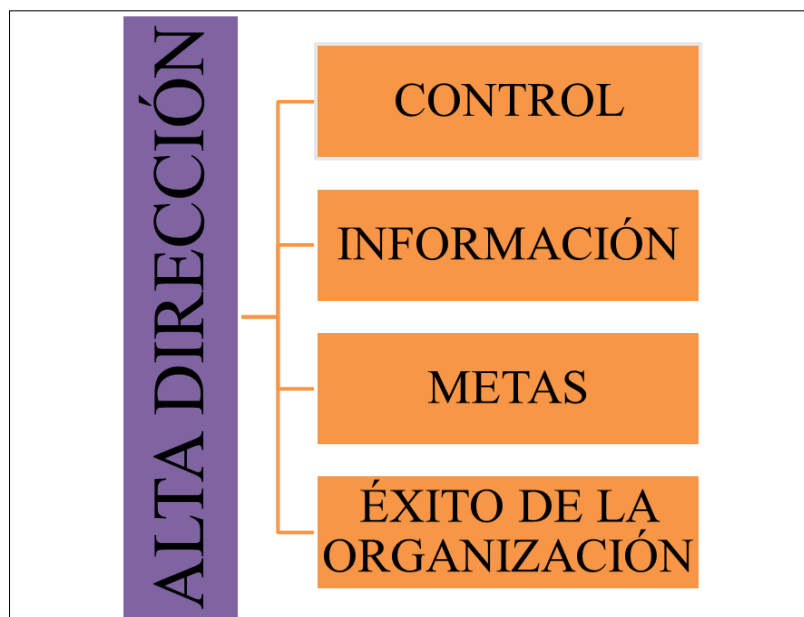 ALTA DIRECCIÓN
CONTROL
INFORMACIÓN
METAS
ÉXITO DE LA
ORGANIZACIÓN